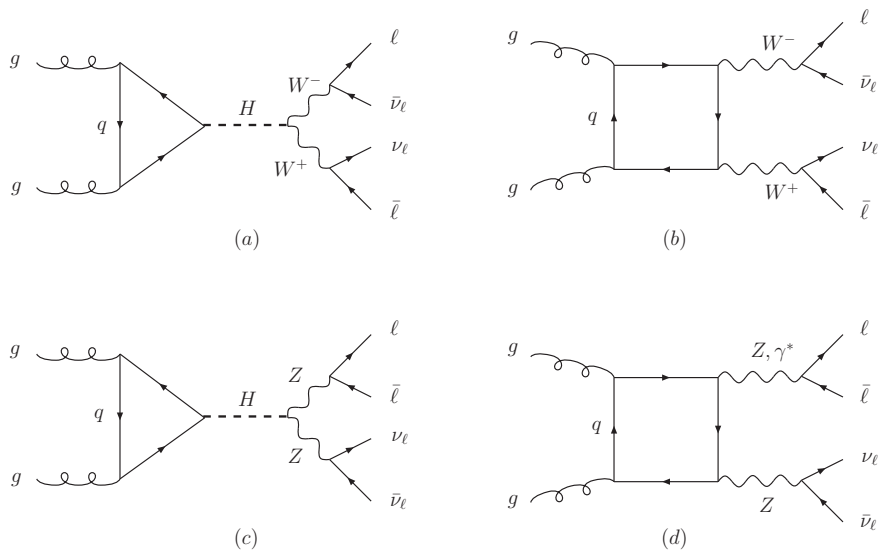 g
q
g
H
W⁻
W⁺
ℓ
ν̄_ℓ
ν_ℓ
ℓ̄
(a)
g
q
g
W⁻
W⁺
ℓ
ν̄_ℓ
ν_ℓ
ℓ̄
(b)
g
q
g
H
Z
Z
ℓ
ℓ̄
ν_ℓ
ν̄_ℓ
(c)
g
q
g
Z, γ*
Z
ℓ
ℓ̄
ν_ℓ
ν̄_ℓ
(d)